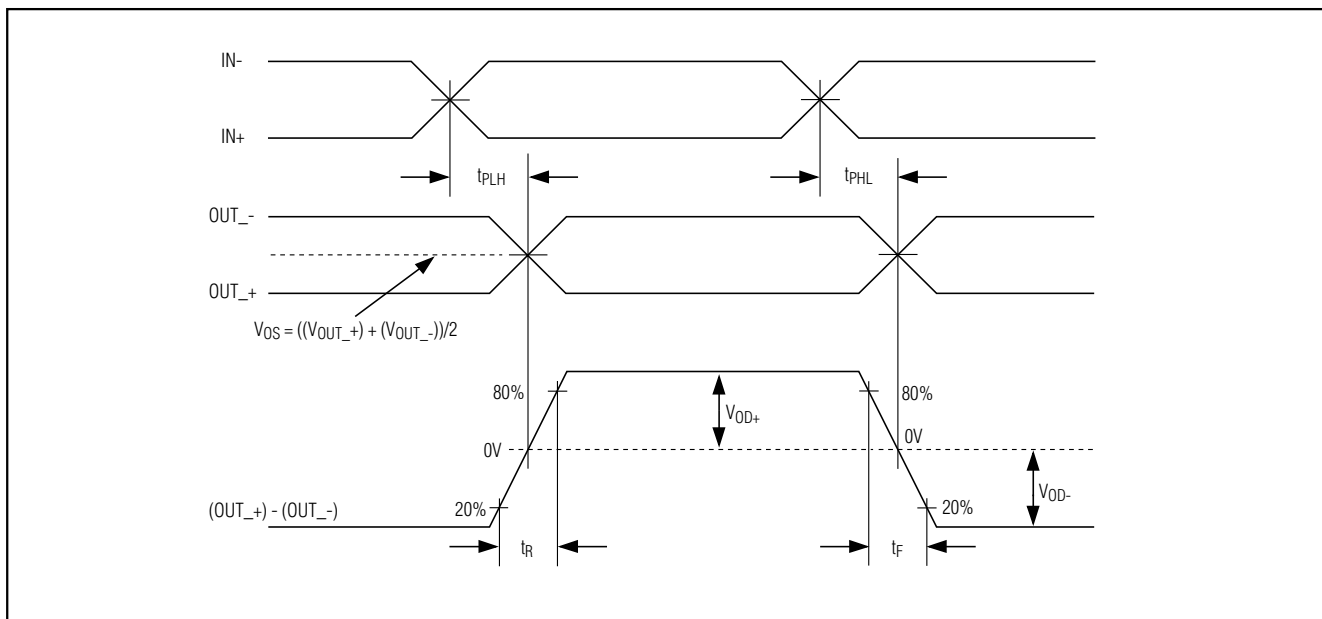 IN-
IN+
tPLH
tPHL
OUT_-
OUT_+
VOS = ((VOUT_+) + (VOUT_-))/2
80%
80%
VOD+
0V
0V
(OUT_+) - (OUT_-)
20%
20%
VOD-
tR
tF